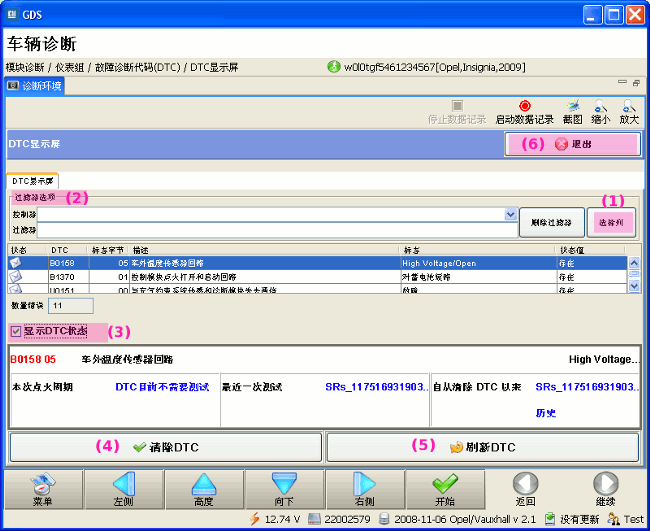 GDS
车辆诊断
模块诊断 / 仪表组 / 故障诊断代码(DTC) / DTC显示屏
w0l0tgf5461234567[Opel,Insignia,2009]
诊断环境
停止数据记录 启动数据记录 截图 缩小 放大
DTC显示屏
(6) 退出
DTC显示屏
过滤器选项 (2)
(1)
控制器
过滤器
删除过滤器 选择列
状态 DTC 标志字节 描述 标志 状态值
B0158 05 车外温度传感器回路 High Voltage/Open 存在
B1370 01 控制模块点火打开和启动回路 对蓄电池短路 存在
U0151 00 与充气约束系统传感和诊断模块失去通信 故障 存在
数量错误 11
显示DTC状态 (3)
B0158 05 车外温度传感器回路 High Voltage...
本次点火周期 DTC目前不需要测试 最近一次测试 SRs_117516931903.. 自从清除 DTC 以来 SRs_117516931903..
历史
(4) 清除DTC (5) 刷新DTC
菜单 左侧 高度 向下 右侧 开始 返回 继续
12.74 V 22002579 2008-11-06 Opel/Vauxhall v 2.1 没有更新 Test